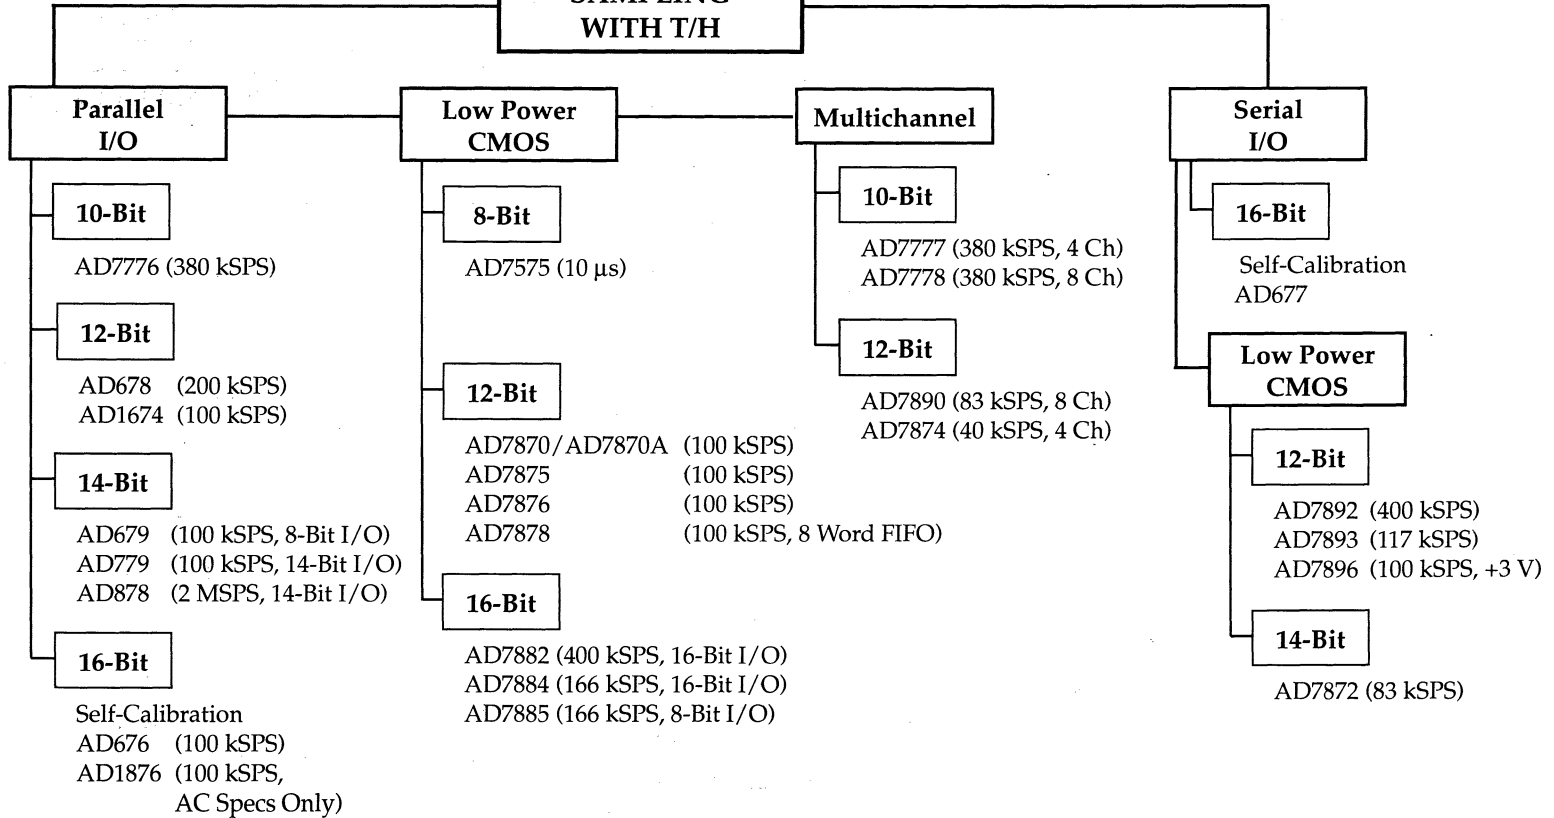 SAMPLING
WITH T/H
Parallel
I/O
10-Bit
AD7776 (380 kSPS)
12-Bit
AD678 (200 kSPS)
AD1674 (100 kSPS)
14-Bit
AD679 (100 kSPS, 8-Bit I/O)
AD779 (100 kSPS, 14-Bit I/O)
AD878 (2 MSPS, 14-Bit I/O)
16-Bit
Self-Calibration
AD676 (100 kSPS)
AD1876 (100 kSPS,
AC Specs Only)
Low Power
CMOS
8-Bit
AD7575 (10 μs)
12-Bit
AD7870/AD7870A (100 kSPS)
AD7875 (100 kSPS)
AD7876 (100 kSPS)
AD7878 (100 kSPS, 8 Word FIFO)
16-Bit
AD7882 (400 kSPS, 16-Bit I/O)
AD7884 (166 kSPS, 16-Bit I/O)
AD7885 (166 kSPS, 8-Bit I/O)
Multichannel
10-Bit
AD7777 (380 kSPS, 4 Ch)
AD7778 (380 kSPS, 8 Ch)
12-Bit
AD7890 (83 kSPS, 8 Ch)
AD7874 (40 kSPS, 4 Ch)
Serial
I/O
16-Bit
Self-Calibration
AD677
Low Power
CMOS
12-Bit
AD7892 (400 kSPS)
AD7893 (117 kSPS)
AD7896 (100 kSPS, +3 V)
14-Bit
AD7872 (83 kSPS)